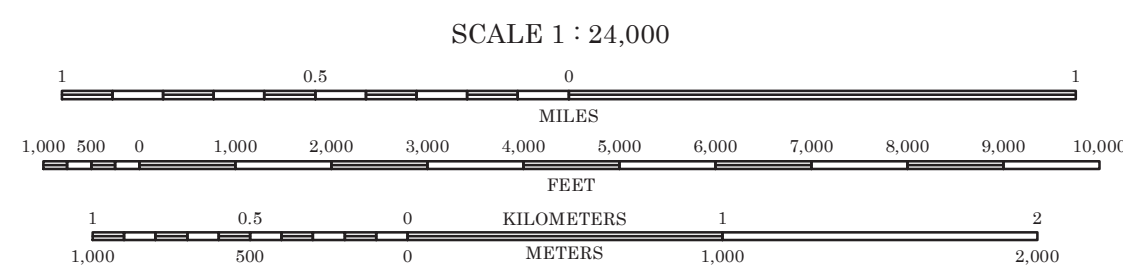 SCALE 1 : 24,000
1 0.5 0 1
MILES
1,000 500 0 1,000 2,000 3,000 4,000 5,000 6,000 7,000 8,000 9,000 10,000
FEET
1 0.5 0 KILOMETERS 1 2
1,000 500 0 METERS 1,000 2,000